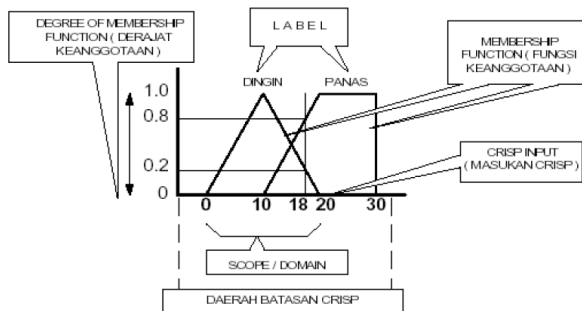 DEGREE OF MEMBERSHIP
FUNCTION ( DERAJAT
KEANGGOTAAN )
L A B E L
DINGIN
PANAS
MEMBERSHIP
FUNCTION ( FUNGSI
KEANGGOTAAN )
1.0
0.8
0.2
0
CRISP INPUT
( MASUKAN CRISP )
0 10 18 20 30
SCOPE / DOMAIN
DAERAH BATASAN CRISP